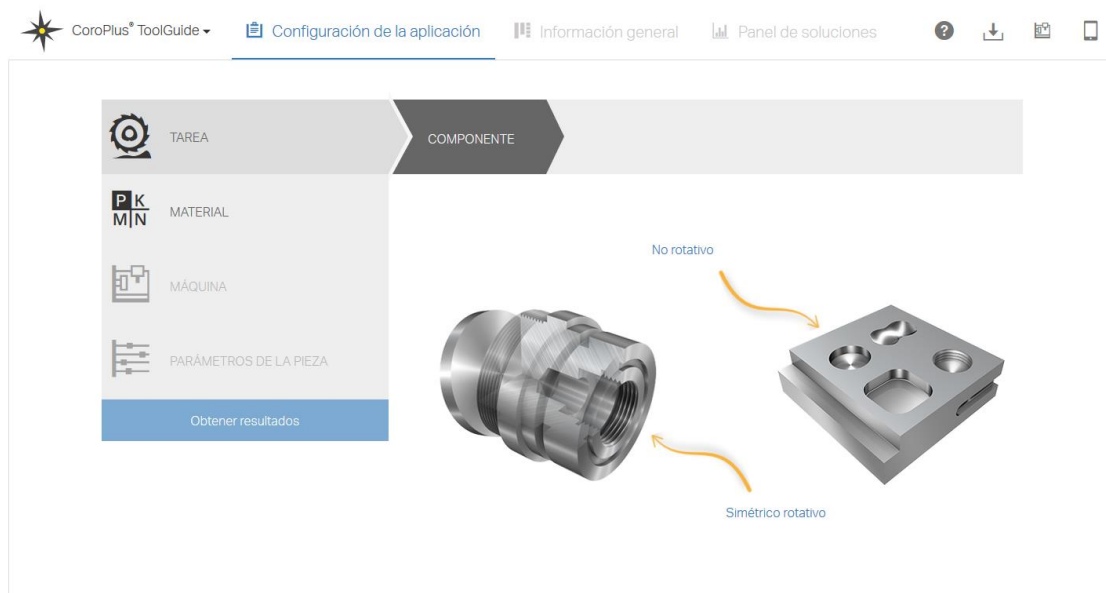 CoroPlus® ToolGuide
Configuración de la aplicación
Información general
Panel de soluciones
?
TAREA
COMPONENTE
P K
M N
MATERIAL
MÁQUINA
PARÁMETROS DE LA PIEZA
Obtener resultados
No rotativo
Simétrico rotativo